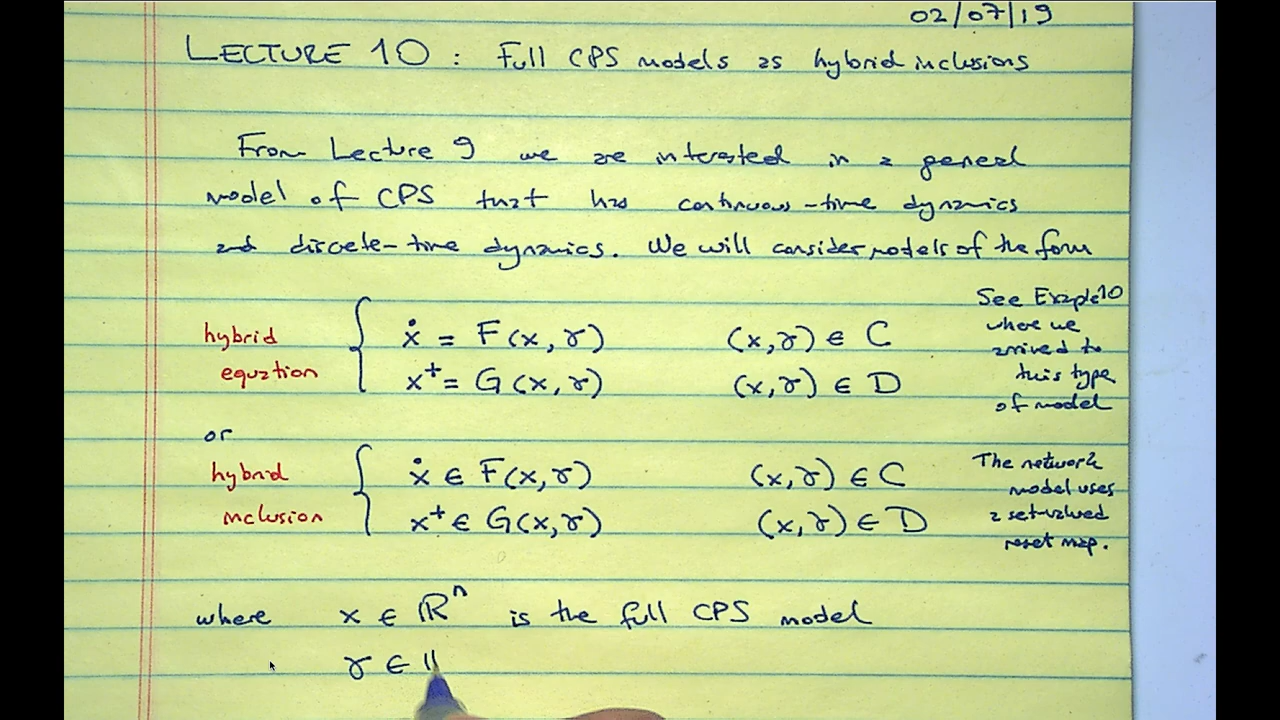 02/07/19
LECTURE 10 : Full CPS models as hybrid inclusions
From Lecture 9 we are interested in a general
model of CPS that has continuous-time dynamics
and discrete-time dynamics. We will consider models of the form
hybrid equation
ẋ = F(x, γ) (x, γ) ∈ C
x⁺ = G(x, γ) (x, γ) ∈ D
See Example 10
where we
arrived to
this type
of model
or
hybrid inclusion
ẋ ∈ F(x, γ) (x, γ) ∈ C
x⁺ ∈ G(x, γ) (x, γ) ∈ D
The network
model uses
a set-valued
reset map.
where x ∈ ℝⁿ is the full CPS model
γ ∈